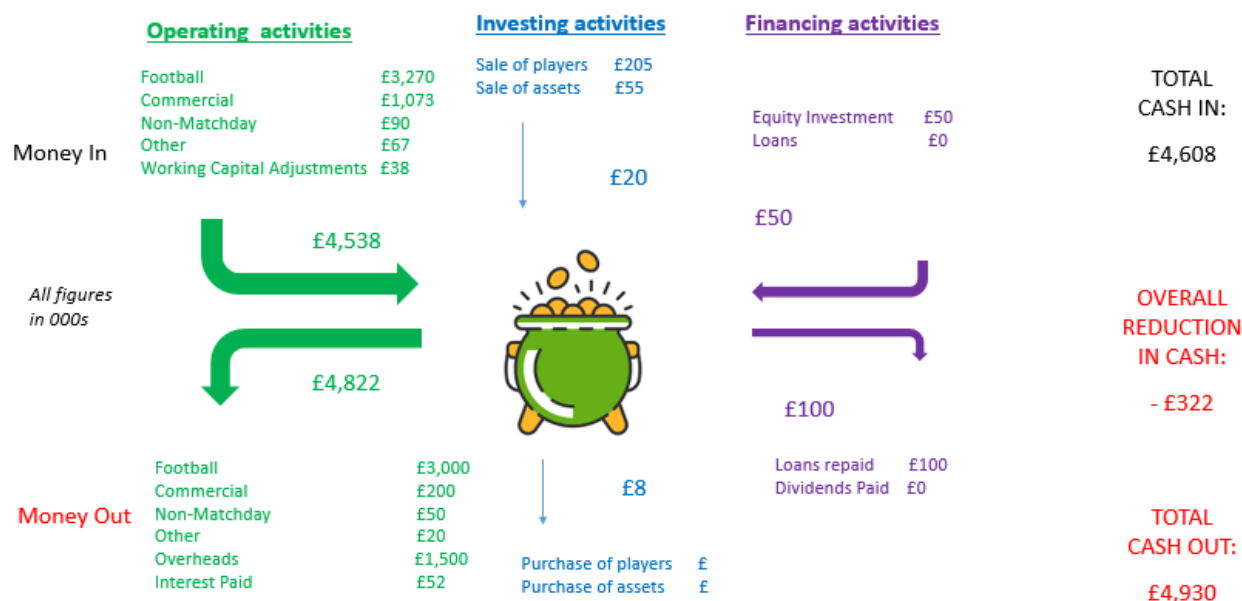 Operating activities
Investing activities
Financing activities
Football £3,270
Commercial £1,073
Non-Matchday £90
Other £67
Working Capital Adjustments £38
Sale of players £205
Sale of assets £55
Equity Investment £50
Loans £0
TOTAL
CASH IN:
£4,608
Money In
£20
£50
£4,538
All figures
in 000s
OVERALL
REDUCTION
IN CASH:
- £322
£4,822
£100
£8
Money Out
Football £3,000
Commercial £200
Non-Matchday £50
Other £20
Overheads £1,500
Interest Paid £52
Purchase of players £
Purchase of assets £
Loans repaid £100
Dividends Paid £0
TOTAL
CASH OUT:
£4,930